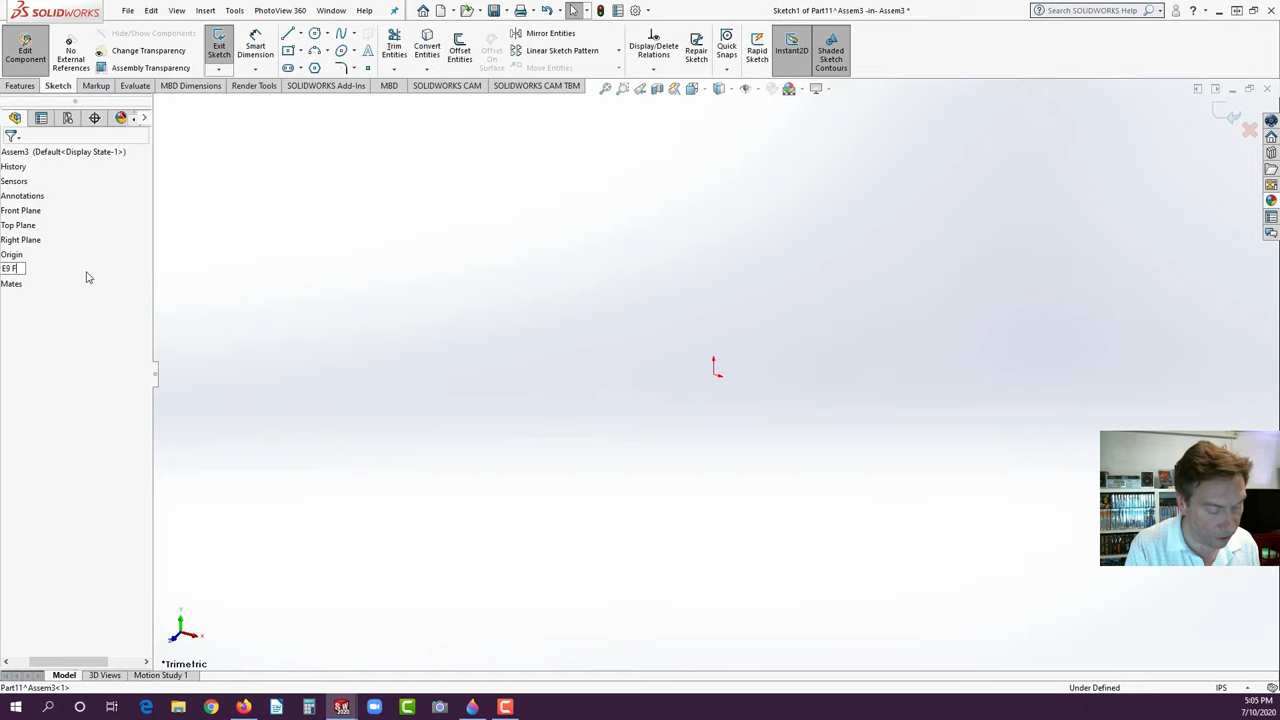 SOLIDWORKS
File Edit View Insert Tools PhotoView 360 Window Help
Sketch1 of Part11^Assem3 -in- Assem3 *
Search SOLIDWORKS Help
Edit Component
No External References
Show/Hide Components
Change Transparency
Assembly Transparency
Exit Sketch
Smart Dimension
Trim Entities
Convert Entities
Offset Entities
Offset On Surface
Mirror Entities
Linear Sketch Pattern
Move Entities
Display/Delete Relations
Repair Sketch
Quick Snaps
Rapid Sketch
Instant2D
Shaded Sketch Contours
Features Sketch Markup Evaluate MBD Dimensions Render Tools SOLIDWORKS Add-Ins MBD SOLIDWORKS CAM SOLIDWORKS CAM TBM
Assem3 (Default<Display State-1>)
History
Sensors
Annotations
Front Plane
Top Plane
Right Plane
Origin
E9 F
Mates
Y
X
Z
*Trimetric
Model 3D Views Motion Study 1
Part11^Assem3<1>
Under Defined
IPS
SW
2020
5:05 PM
7/10/2020